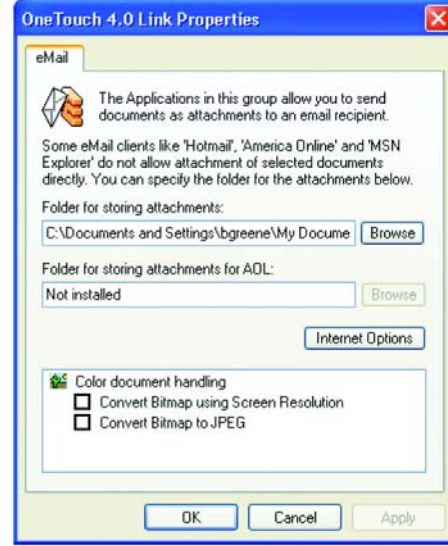 OneTouch 4.0 Link Properties
eMail
The Applications in this group allow you to send
documents as attachments to an email recipient.
Some eMail clients like 'Hotmail', 'America Online' and 'MSN
Explorer' do not allow attachment of selected documents
directly. You can specify the folder for the attachments below.
Folder for storing attachments:
C:\Documents and Settings\bgreene\My Docume Browse
Folder for storing attachments for AOL:
Not installed Browse
Internet Options
Color document handling
Convert Bitmap using Screen Resolution
Convert Bitmap to JPEG
OK Cancel Apply